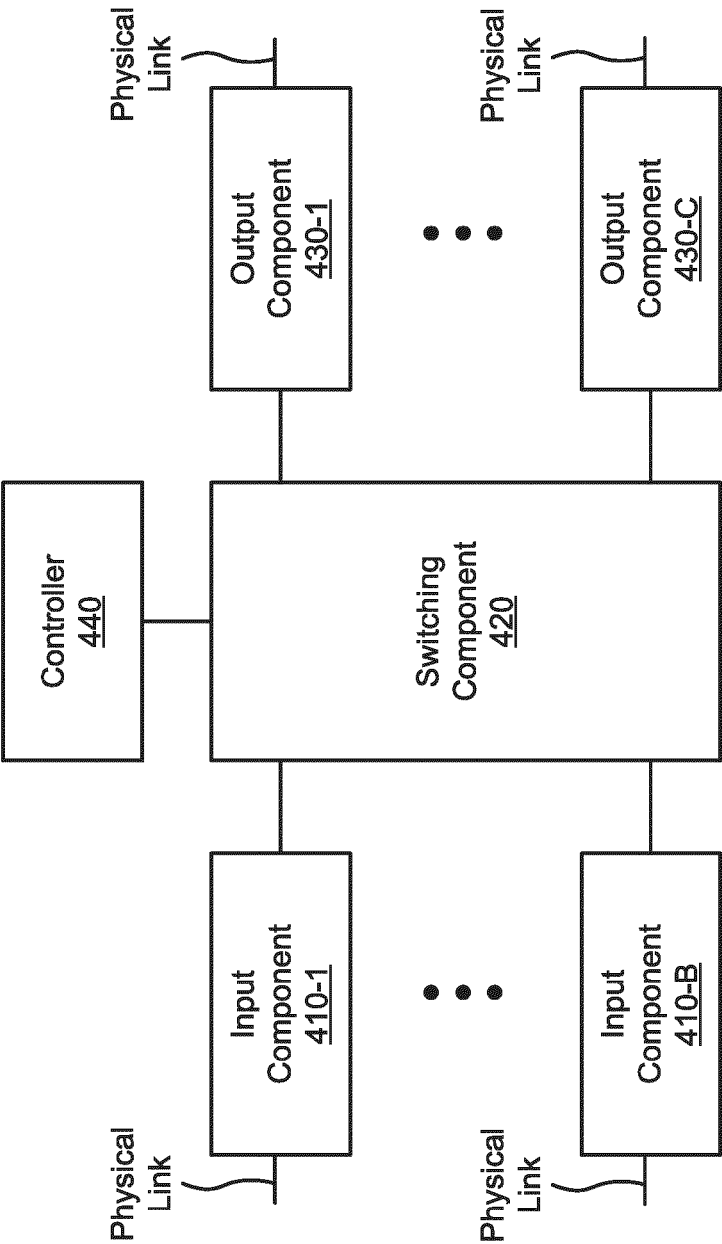 Controller
440
Physical
Link
Input
Component
410-1
Switching
Component
420
Output
Component
430-1
Physical
Link
Physical
Link
Input
Component
410-B
Output
Component
430-C
Physical
Link